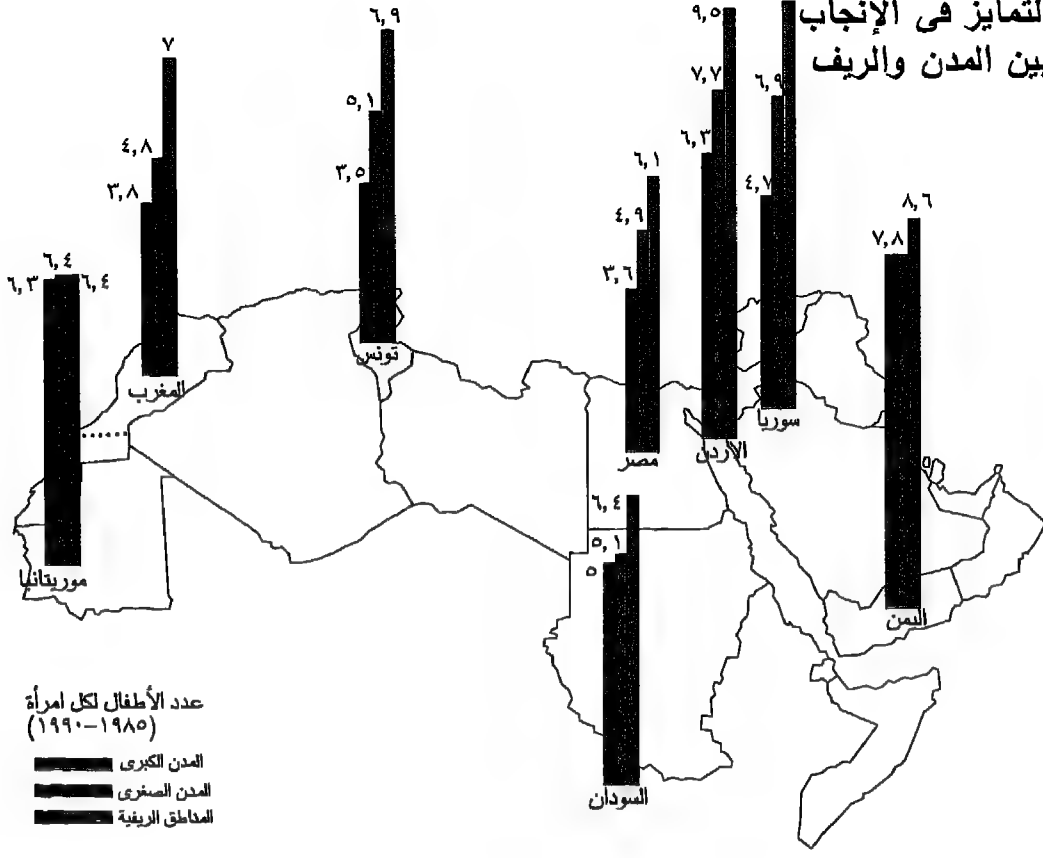 لتمايز فى الإنجاب
بين المدن والريف
٧
٤,٨
٣,٨
المغرب
٦,٩
٥,١
٣,٥
تونس
٩,٥
٧,٧
٦,٣
الأردن
٦,٩
٤,٧
سوريا
٦,١
٤,٩
٣,٦
مصر
٨,٦
٧,٨
اليمن
٦,٤
٦,٣
٦,٤
موريتانيا
٦,٤
٥,١
٥
السودان
عدد الأطفال لكل امرأة
(١٩٨٥-١٩٩٠)
المدن الكبرى
المدن الصغرى
المناطق الريفية